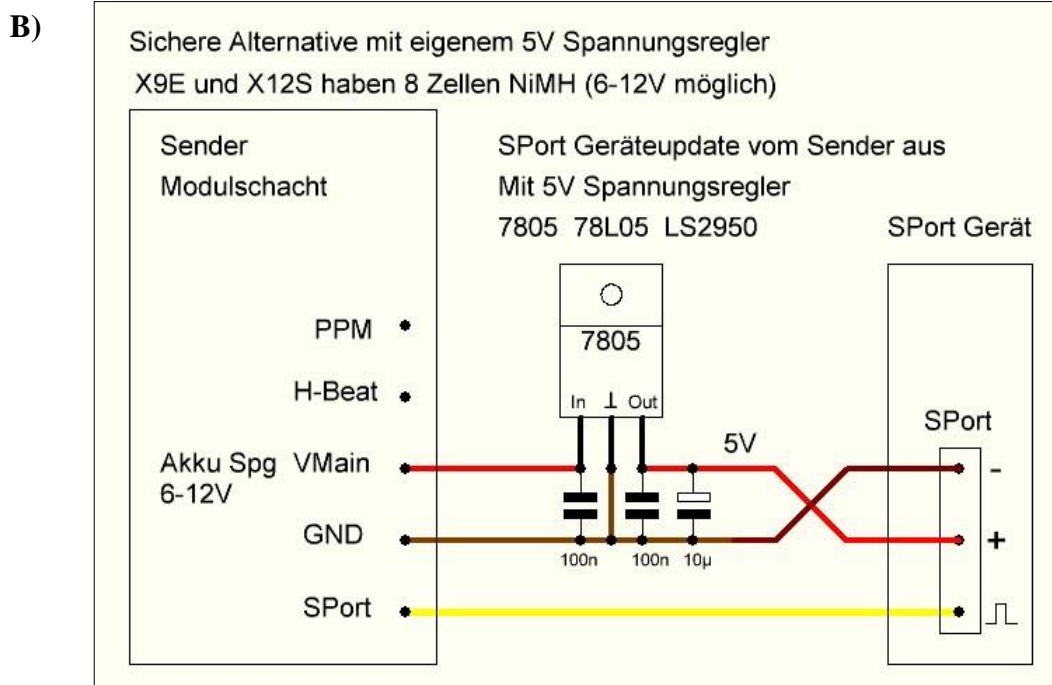 B)
Sichere Alternative mit eigenem 5V Spannungsregler
X9E und X12S haben 8 Zellen NiMH (6-12V möglich)
Sender
Modulschacht
SPort Geräteupdate vom Sender aus
Mit 5V Spannungsregler
7805 78L05 LS2950
SPort Gerät
7805
In ⊥ Out
PPM
H-Beat
Akku Spg VMain
6-12V
GND
SPort
5V
100n 100n 10µ
SPort
-
+